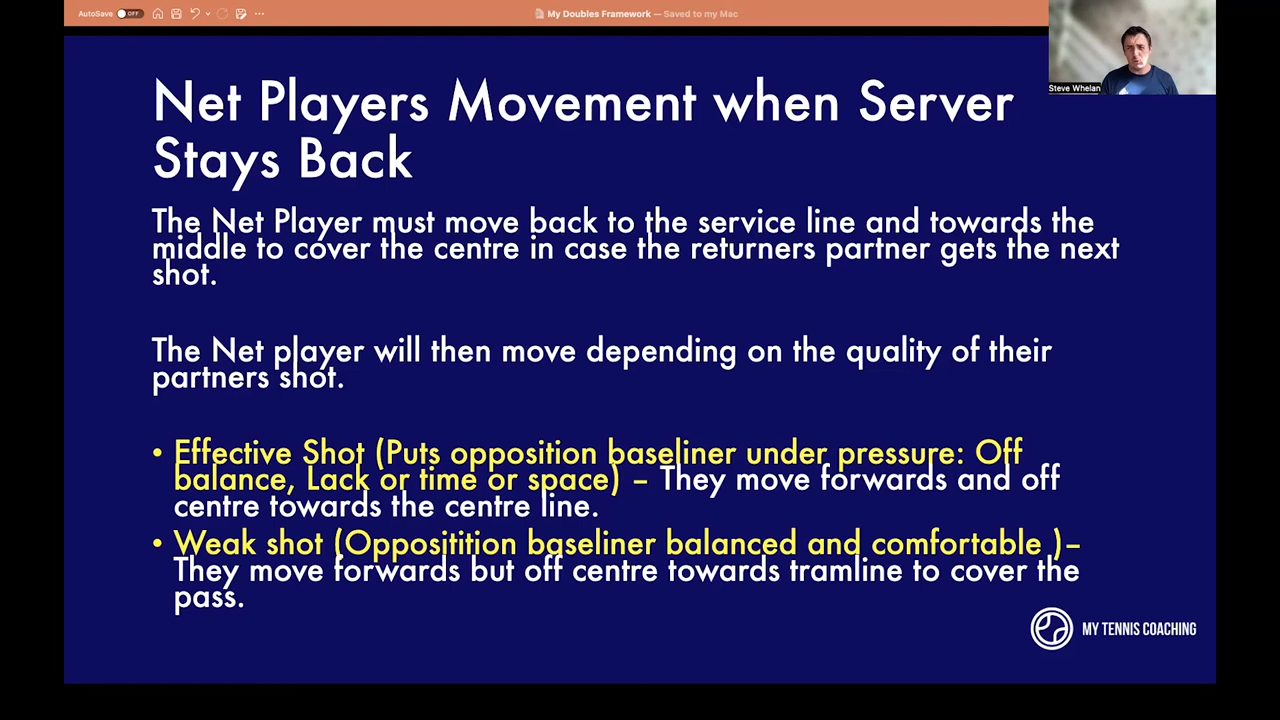 AutoSave OFF
My Doubles Framework — Saved to my Mac
Steve Whelan
Net Players Movement when Server
Stays Back
The Net Player must move back to the service line and towards the
middle to cover the centre in case the returners partner gets the next
shot.
The Net player will then move depending on the quality of their
partners shot.
• Effective Shot (Puts opposition baseliner under pressure: Off
balance, Lack or time or space) – They move forwards and off
centre towards the centre line.
• Weak shot (Opposítition baseliner balanced and comfortable )–
They move forwards but off centre towards tramline to cover the
pass.
MY TENNIS COACHING